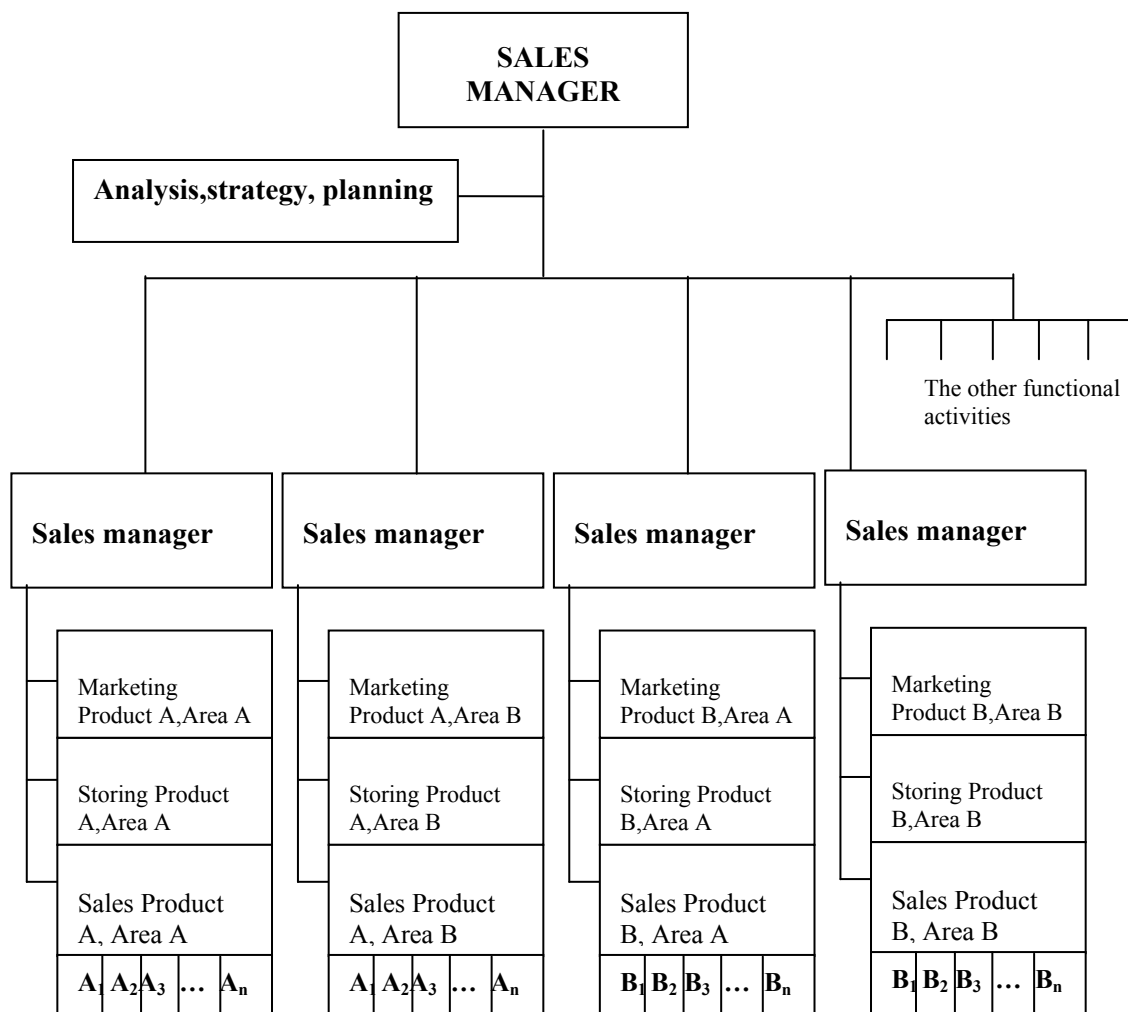 SALES
MANAGER
Analysis,strategy, planning
The other functional
activities
Sales manager
Sales manager
Sales manager
Sales manager
Marketing
Product A,Area A
Storing Product
A,Area A
Sales Product
A, Area A
A₁ A₂ A₃ … Aₙ
Marketing
Product A,Area B
Storing Product
A,Area B
Sales Product
A, Area B
A₁ A₂ A₃ … Aₙ
Marketing
Product B,Area A
Storing Product
B,Area A
Sales Product
B, Area A
B₁ B₂ B₃ … Bₙ
Marketing
Product B,Area B
Storing Product
B,Area B
Sales Product
B, Area B
B₁ B₂ B₃ … Bₙ